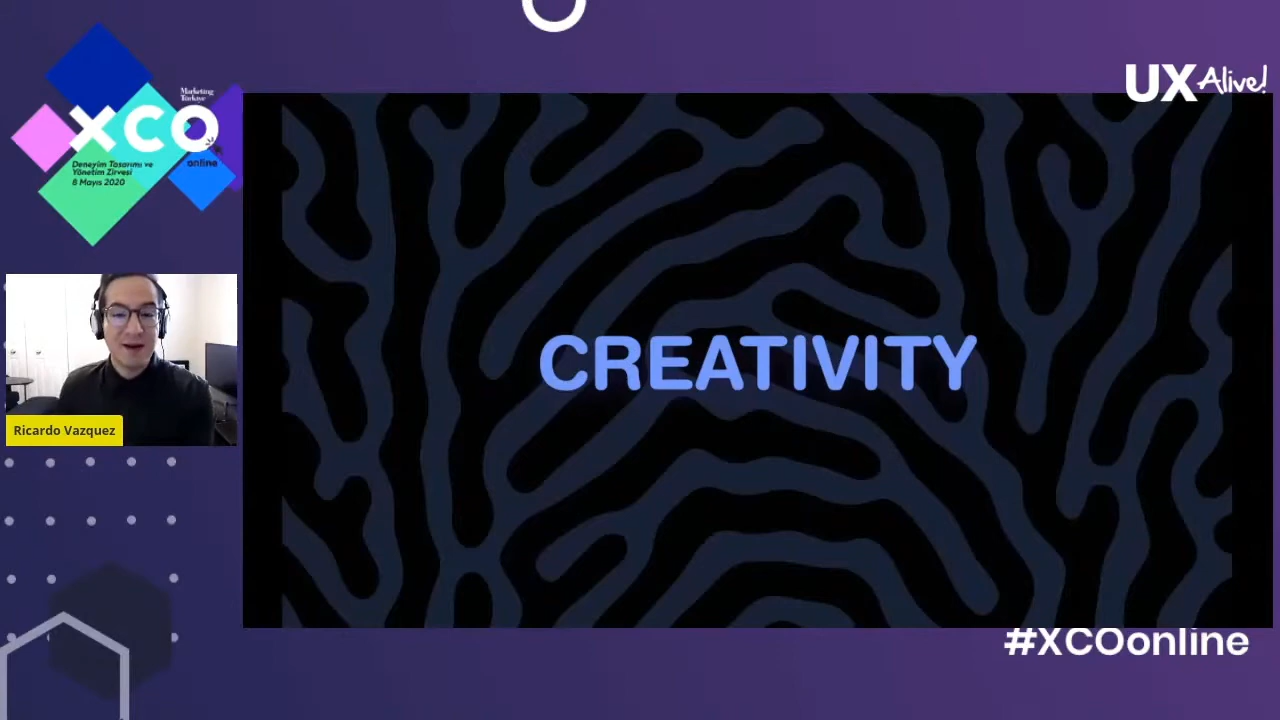 Marketing
Türkiye
XCO
online
Deneyim Tasarımı ve
Yönetim Zirvesi
8 Mayıs 2020
UX Alive!
CREATIVITY
Ricardo Vazquez
#XCOonline